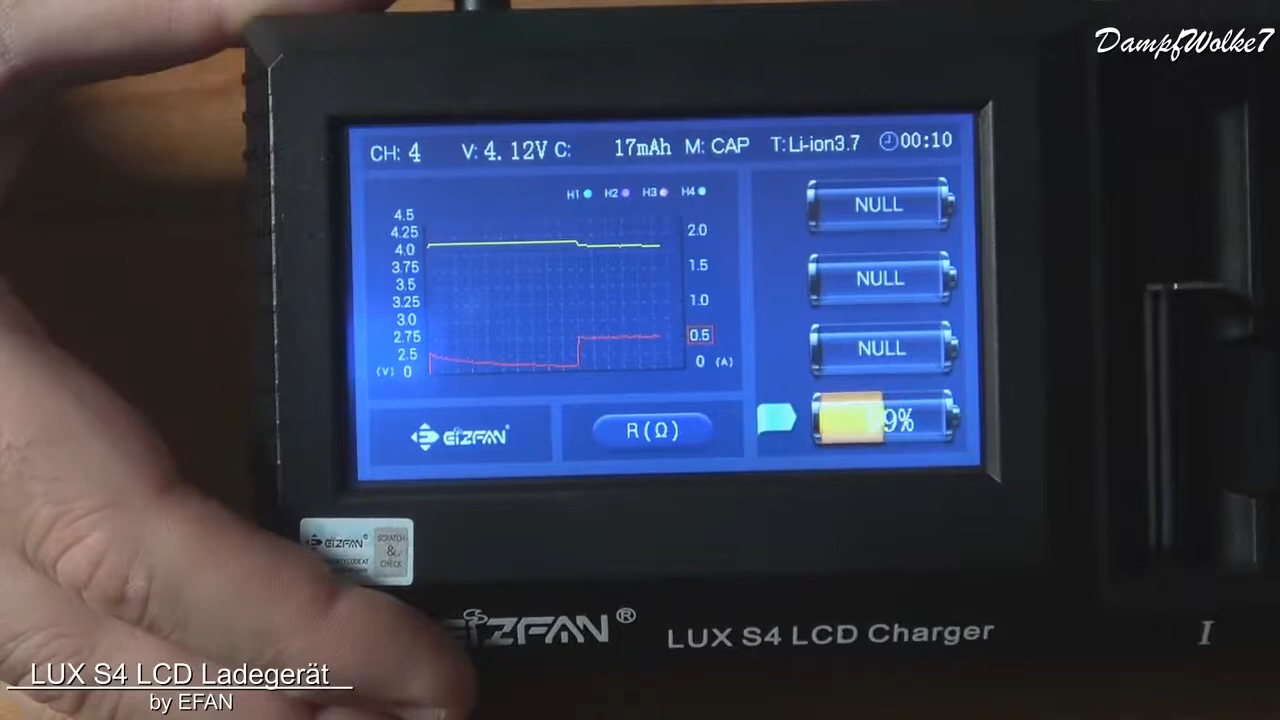 DampfWolke7
CH: 4 V: 4.12V C: 17mAh M: CAP T: Li-ion3.7 00:10
H1 H2 H3 H4
4.5
4.25
4.0
3.75
3.5
3.25
3.0
2.75
2.5
(V) 0
2.0
1.5
1.0
0.5
0 (A)
NULL
NULL
NULL
9%
EIZFAN
R(Ω)
EIZFAN
SCRATCH
&
CHECK
EIZFAN®
LUX S4 LCD Charger
I
LUX S4 LCD Ladegerät
by EFAN